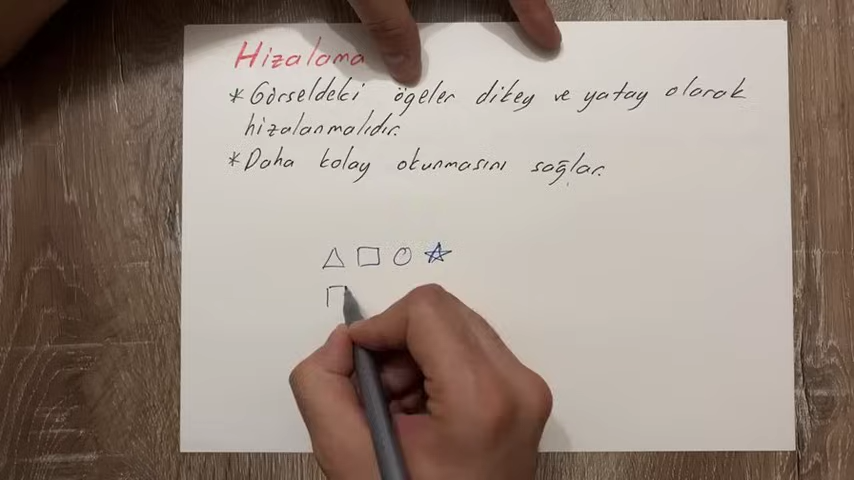 Hizalama
* Görseldeki ögeler dikey ve yatay olarak
hizalanmalıdır.
* Daha kolay okunmasını sağlar.